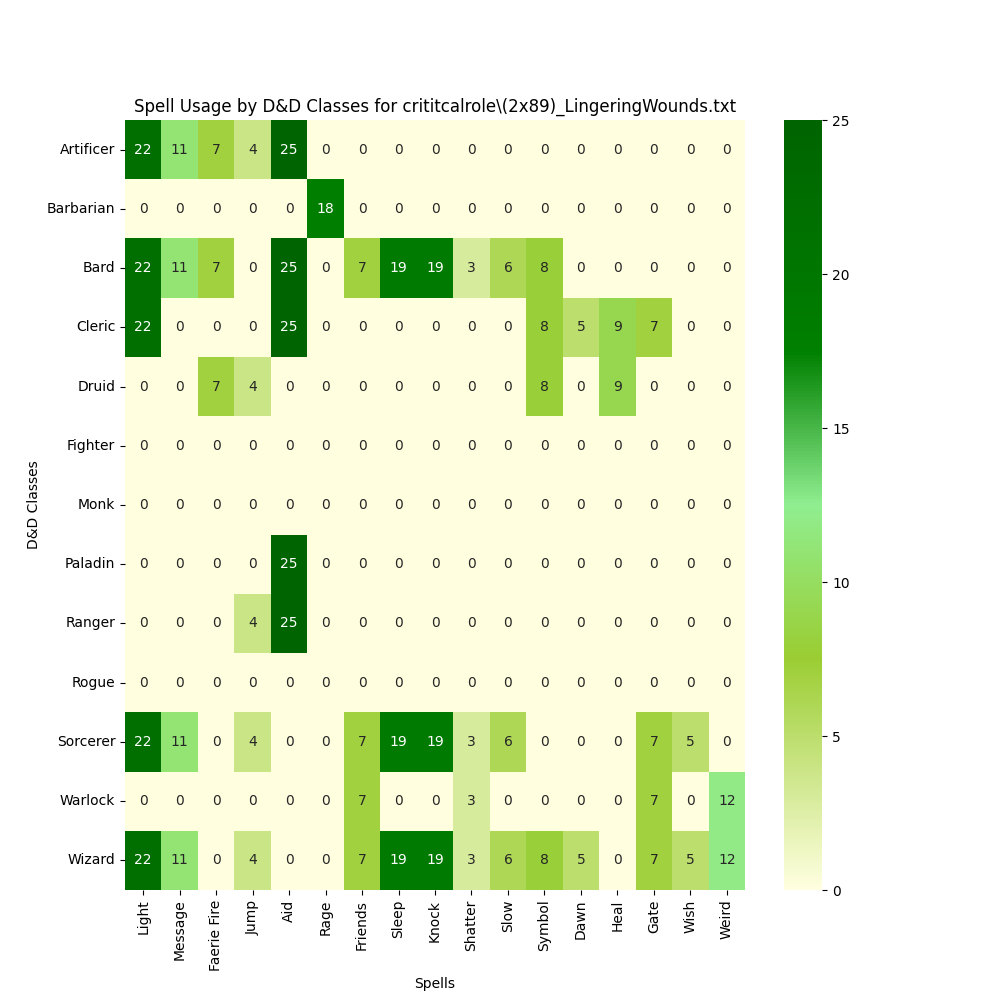 Spell Usage by D&D Classes for crititcalrole\(2x89)_LingeringWounds.txt
D&D Classes
Artificer 22 11 7 4 25 0 0 0 0 0 0 0 0 0 0 0 0
Barbarian 0 0 0 0 0 18 0 0 0 0 0 0 0 0 0 0 0
Bard 22 11 7 0 25 0 7 19 19 3 6 8 0 0 0 0 0
Cleric 22 0 0 0 25 0 0 0 0 0 0 8 5 9 7 0 0
Druid 0 0 7 4 0 0 0 0 0 0 0 8 0 9 0 0 0
Fighter 0 0 0 0 0 0 0 0 0 0 0 0 0 0 0 0 0
Monk 0 0 0 0 0 0 0 0 0 0 0 0 0 0 0 0 0
Paladin 0 0 0 0 25 0 0 0 0 0 0 0 0 0 0 0 0
Ranger 0 0 0 4 25 0 0 0 0 0 0 0 0 0 0 0 0
Rogue 0 0 0 0 0 0 0 0 0 0 0 0 0 0 0 0 0
Sorcerer 22 11 0 4 0 0 7 19 19 3 6 0 0 0 7 5 0
Warlock 0 0 0 0 0 0 7 0 0 3 0 0 0 0 7 0 12
Wizard 22 11 0 4 0 0 7 19 19 3 6 8 5 0 7 5 12
Light Message Faerie Fire Jump Aid Rage Friends Sleep Knock Shatter Slow Symbol Dawn Heal Gate Wish Weird
Spells
25
20
15
10
5
0